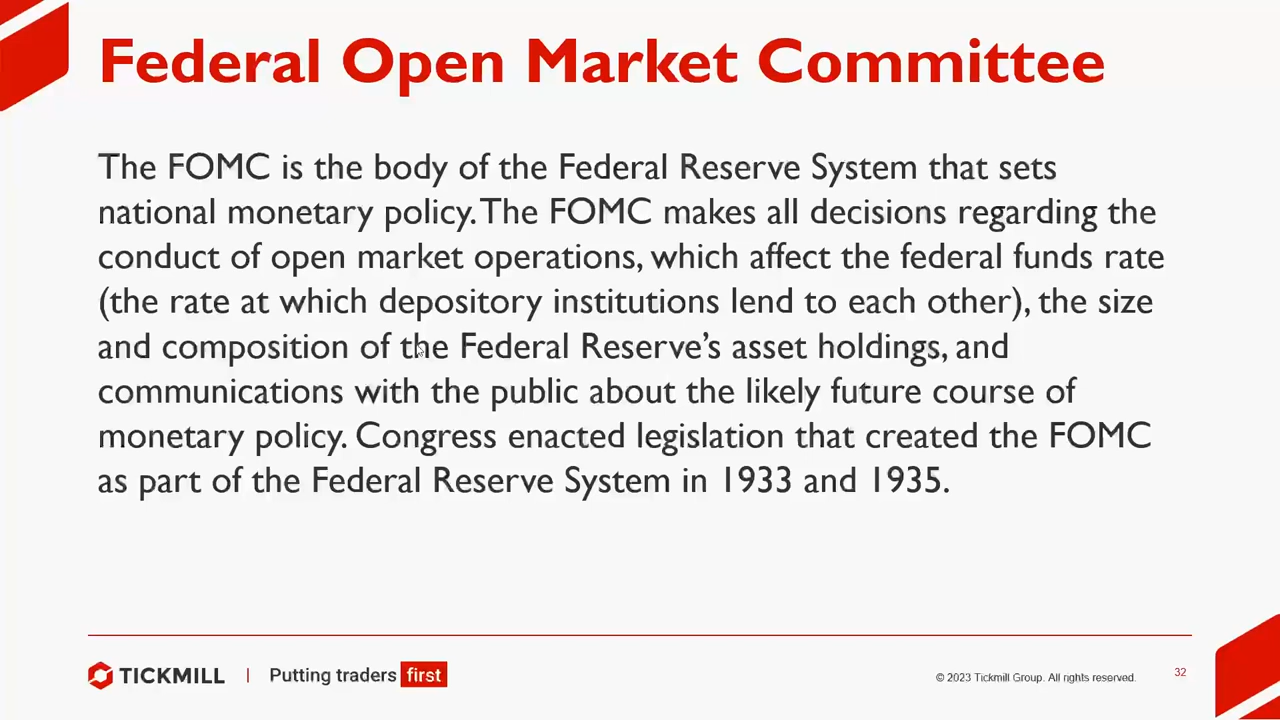 Federal Open Market Committee
The FOMC is the body of the Federal Reserve System that sets
national monetary policy. The FOMC makes all decisions regarding the
conduct of open market operations, which affect the federal funds rate
(the rate at which depository institutions lend to each other), the size
and composition of the Federal Reserve’s asset holdings, and
communications with the public about the likely future course of
monetary policy. Congress enacted legislation that created the FOMC
as part of the Federal Reserve System in 1933 and 1935.
TICKMILL | Putting traders first
© 2023 Tickmill Group. All rights reserved.
32